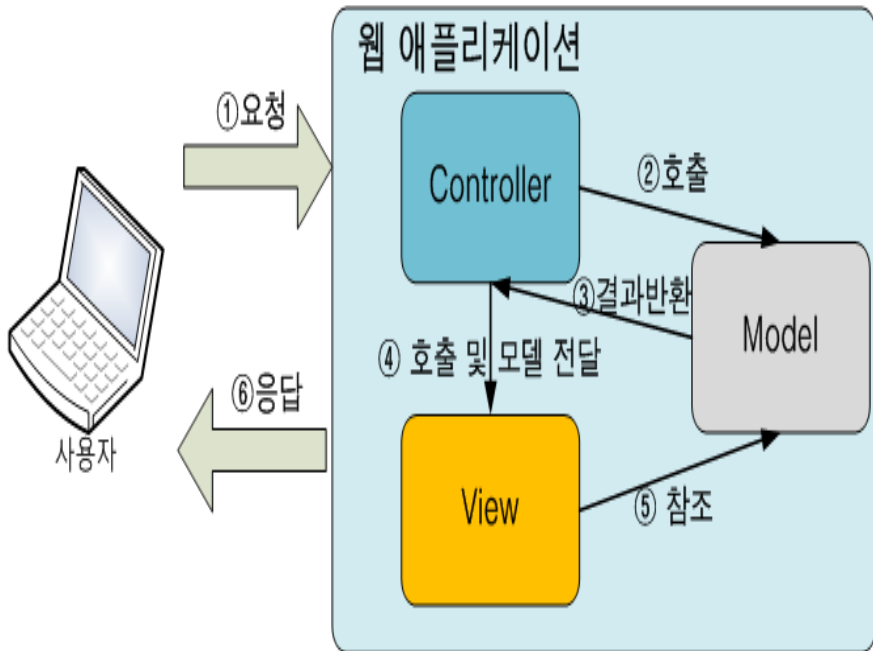 웹 애플리케이션
①요청
Controller
②호출
③결과반환
Model
④ 호출 및 모델 전달
⑥응답
사용자
View
⑤ 참조